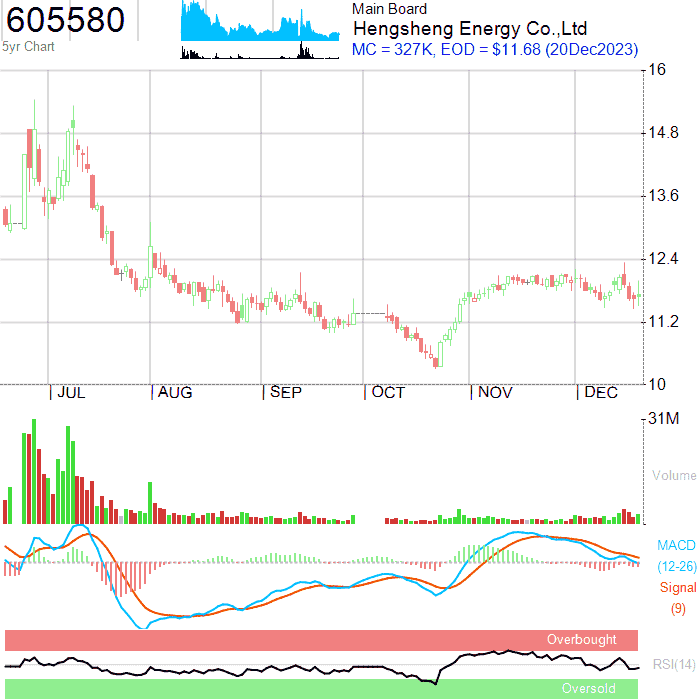 605580
5yr Chart
Main Board
Hengsheng Energy Co.,Ltd
MC = 327K, EOD = $11.68 (20Dec2023)
16
14.8
13.6
12.4
11.2
10
JUL AUG SEP OCT NOV DEC
31M
Volume
MACD
(12-26)
Signal
(9)
Overbought
RSI(14)
Oversold